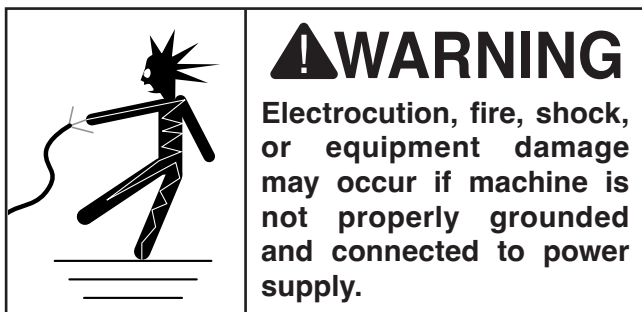 WARNING
Electrocution, fire, shock,
or equipment damage
may occur if machine is
not properly grounded
and connected to power
supply.